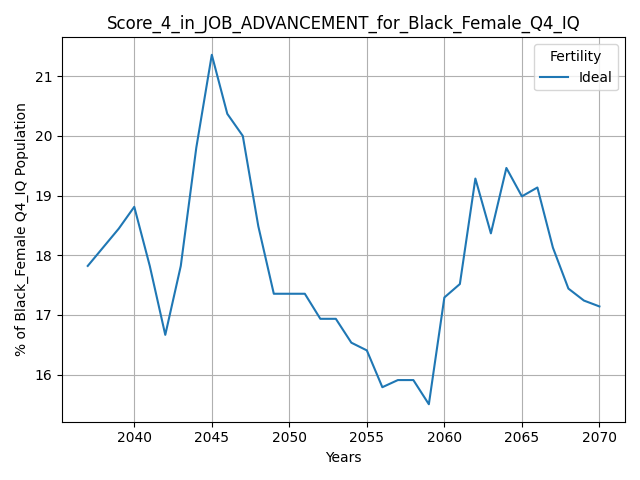 Score_4_in_JOB_ADVANCEMENT_for_Black_Female_Q4_IQ
Fertility
Ideal
% of Black_Female Q4_IQ Population
21
20
19
18
17
16
2040 2045 2050 2055 2060 2065 2070
Years